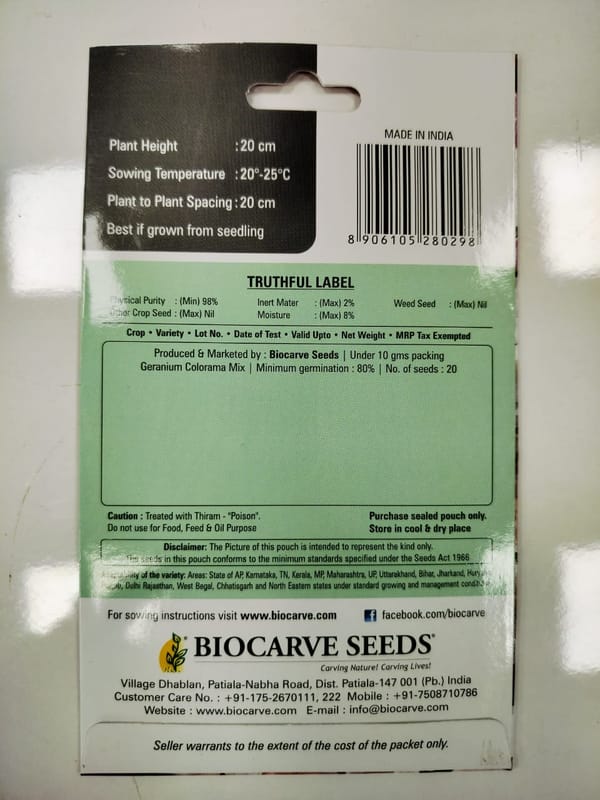 Plant Height : 20 cm
Sowing Temperature : 20°-25°C
Plant to Plant Spacing : 20 cm
Best if grown from seedling
MADE IN INDIA
8 906105 280298
TRUTHFUL LABEL
Physical Purity : (Min) 98% Inert Mater : (Max) 2% Weed Seed : (Max) Nil
Other Crop Seed : (Max) Nil Moisture : (Max) 8%
Crop • Variety • Lot No. • Date of Test • Valid Upto • Net Weight • MRP Tax Exempted
Produced & Marketed by : Biocarve Seeds | Under 10 gms packing
Geranium Colorama Mix | Minimum germination : 80% | No. of seeds : 20
Caution : Treated with Thiram - "Poison".
Do not use for Food, Feed & Oil Purpose
Purchase sealed pouch only.
Store in cool & dry place
Disclaimer: The Picture of this pouch is intended to represent the kind only.
The seeds in this pouch conforms to the minimum standards specified under the Seeds Act 1966
of the variety: Areas: State of AP, Karnataka, TN, Kerala, MP, Maharashtra, UP, Uttarakhand, Bihar, Jharkand,
Delhi Rajasthan, West Begal, Chhatisgarh and North Eastern states under standard growing and management
For sowing instructions visit www.biocarve.com
facebook.com/biocarve
BIOCARVE SEEDS®
Carving Nature! Carving Lives!
Village Dhablan, Patiala-Nabha Road, Dist. Patiala-147 001 (Pb.) India
Customer Care No. : +91-175-2670111, 222 Mobile : +91-7508710786
Website : www.biocarve.com E-mail : info@biocarve.com
Seller warrants to the extent of the cost of the packet only.